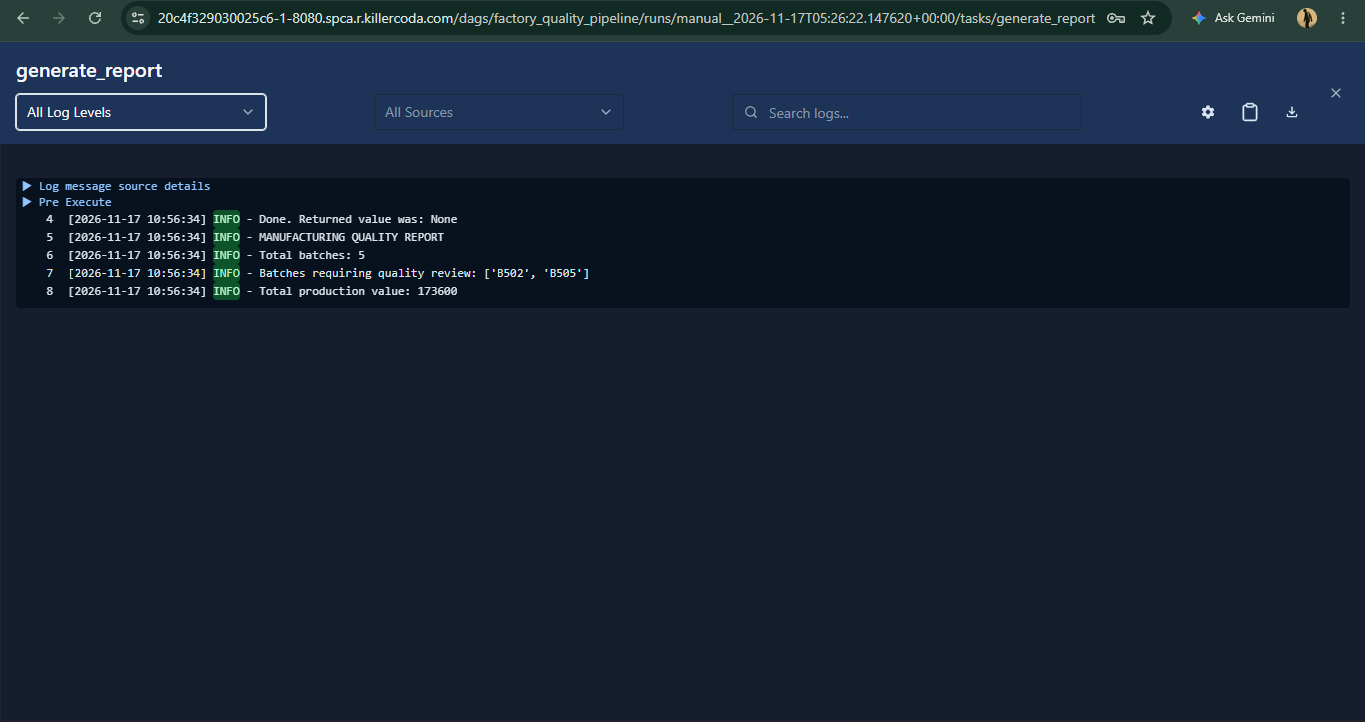 20c4f329030025c6-1-8080.spca.r.killercoda.com/dags/factory_quality_pipeline/runs/manual__2026-11-17T05:26:22.147620+00:00/tasks/generate_report
Ask Gemini
generate_report
All Log Levels
All Sources
Search logs...
Log message source details
Pre Execute
4 [2026-11-17 10:56:34] INFO - Done. Returned value was: None
5 [2026-11-17 10:56:34] INFO - MANUFACTURING QUALITY REPORT
6 [2026-11-17 10:56:34] INFO - Total batches: 5
7 [2026-11-17 10:56:34] INFO - Batches requiring quality review: ['B502', 'B505']
8 [2026-11-17 10:56:34] INFO - Total production value: 173600